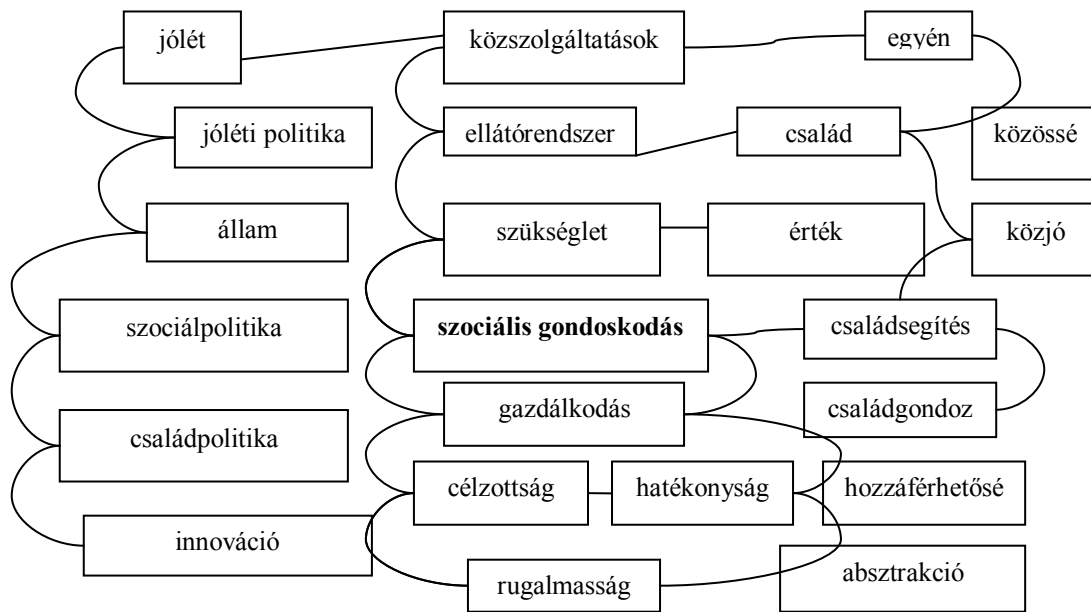 jólét
közszolgáltatások
egyén
jóléti politika
ellátórendszer
család
közössé
állam
szükséglet
érték
közjó
szociálpolitika
szociális gondoskodás
családsegítés
családpolitika
gazdálkodás
családgondoz
célzottság
hatékonyság
hozzáférhetősé
innováció
rugalmasság
absztrakció